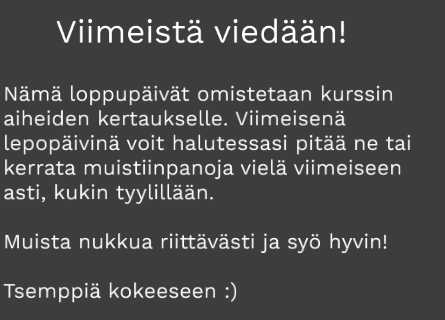 Viimeistä viedään!
Nämä loppupäivät omistetaan kurssin
aiheiden kertaukselle. Viimeisenä
lepopäivinä voit halutessasi pitää ne tai
kerrata muistiinpanoja vielä viimeiseen
asti, kukin tyylillään.
Muista nukkua riittävästi ja syö hyvin!
Tsemppiä kokeeseen :)